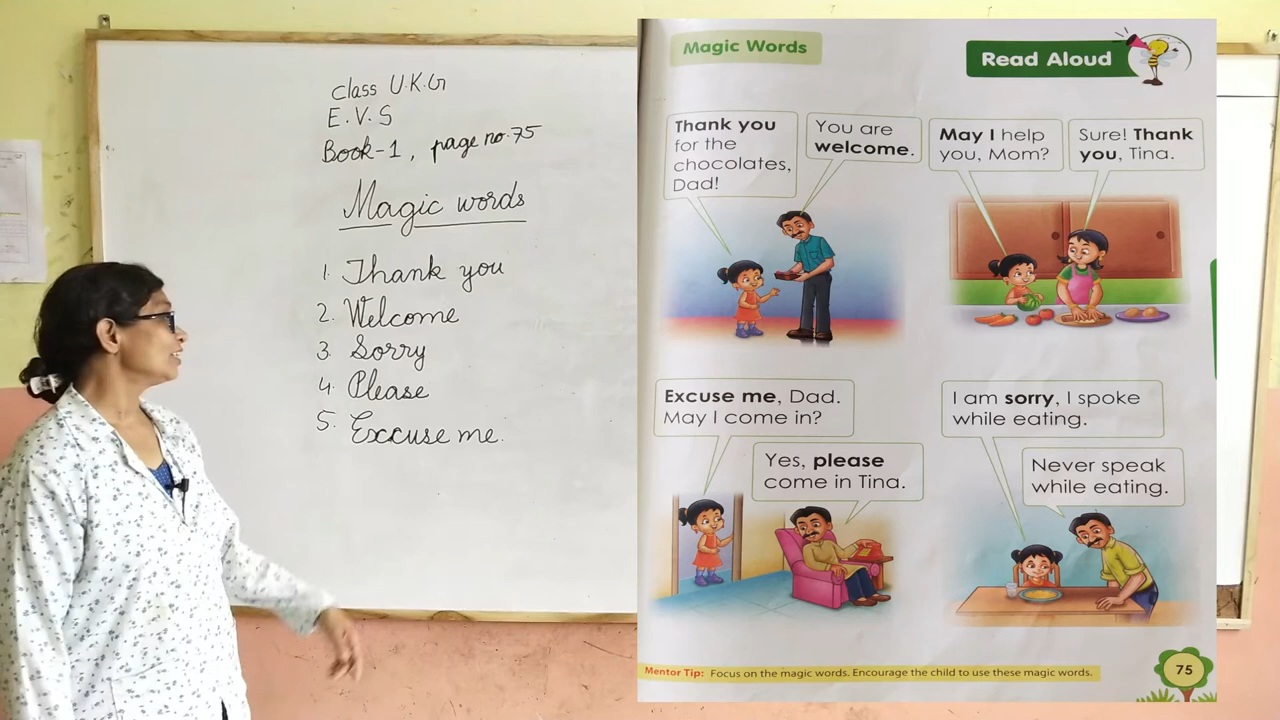 class U.K.G
E.V.S
Book-1, page no.75
Magic words
1. Thank you
2. Welcome
3. Sorry
4. Please
5. Exccuse me.
Magic Words
Read Aloud
Thank you
for the
chocolates,
Dad!
You are
welcome.
May I help
you, Mom?
Sure! Thank
you, Tina.
Excuse me, Dad.
May I come in?
Yes, please
come in Tina.
I am sorry, I spoke
while eating.
Never speak
while eating.
Mentor Tip: Focus on the magic words. Encourage the child to use these magic words.
75